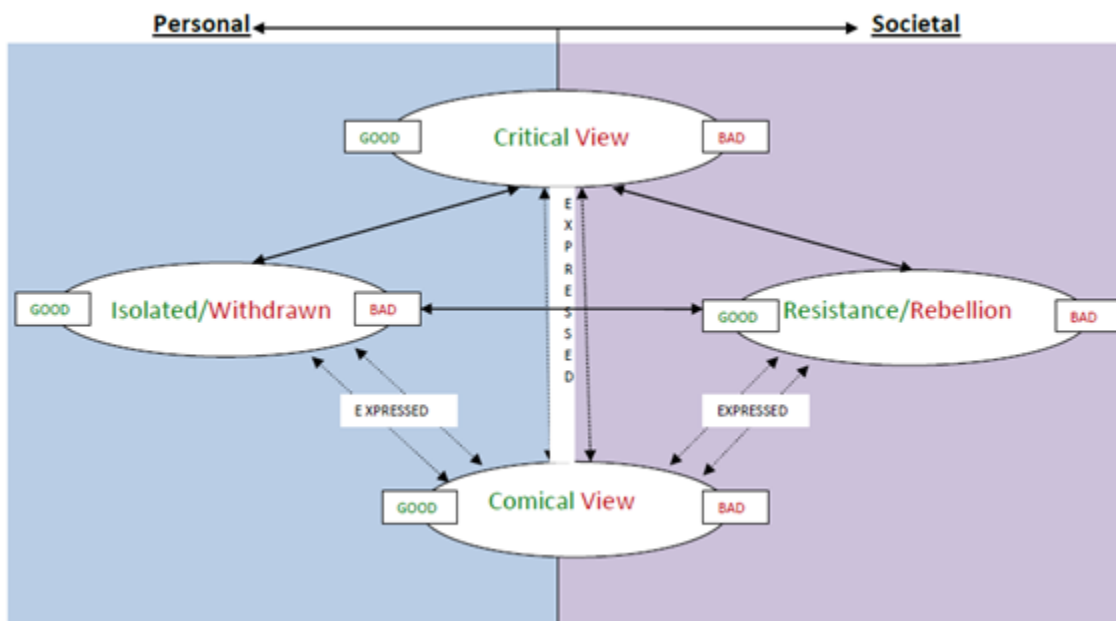 Personal
Societal
GOOD
Critical View
BAD
EXPRESSED
GOOD
Isolated/Withdrawn
BAD
GOOD
Resistance/Rebellion
BAD
E XPRESSED
EXPRESSED
GOOD
Comical View
BAD